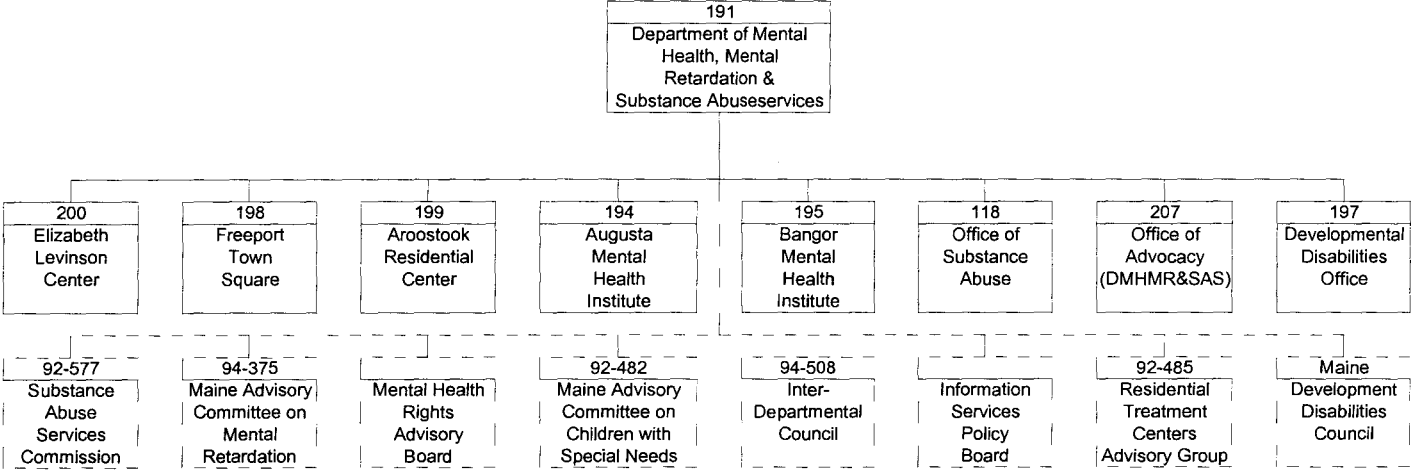 191
Department of Mental
Health, Mental
Retardation &
Substance Abuseservices
200
Elizabeth
Levinson
Center
198
Freeport
Town
Square
199
Aroostook
Residential
Center
194
Augusta
Mental
Health
Institute
195
Bangor
Mental
Health
Institute
118
Office of
Substance
Abuse
207
Office of
Advocacy
(DMHMR&SAS)
197
Developmental
Disabilities
Office
92-577
Substance
Abuse
Services
Commission
94-375
Maine Advisory
Committee on
Mental
Retardation
Mental Health
Rights
Advisory
Board
92-482
Maine Advisory
Committee on
Children with
Special Needs
94-508
Inter-
Departmental
Council
Information
Services
Policy
Board
92-485
Residential
Treatment
Centers
Advisory Group
Maine
Development
Disabilities
Council